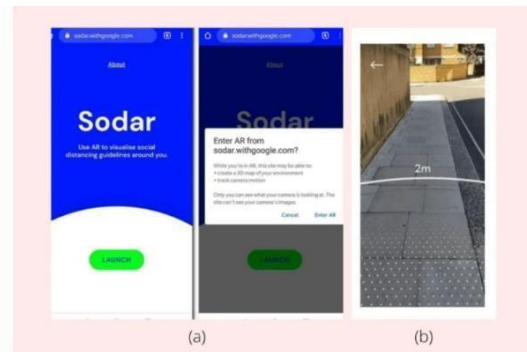 sodar.withgoogle.com
About
Sodar
Use AR to visualise social
distancing guidelines around you.
LAUNCH
sodar.withgoogle.com
About
Sodar
Enter AR from
sodar.withgoogle.com?
While you're in AR, this site may be able to:
• create a 3D map of your environment
• track camera motion
Only you can see what your camera is looking at. The
site can't see your camera's images.
Cancel Enter AR
LAUNCH
2m
(a)
(b)